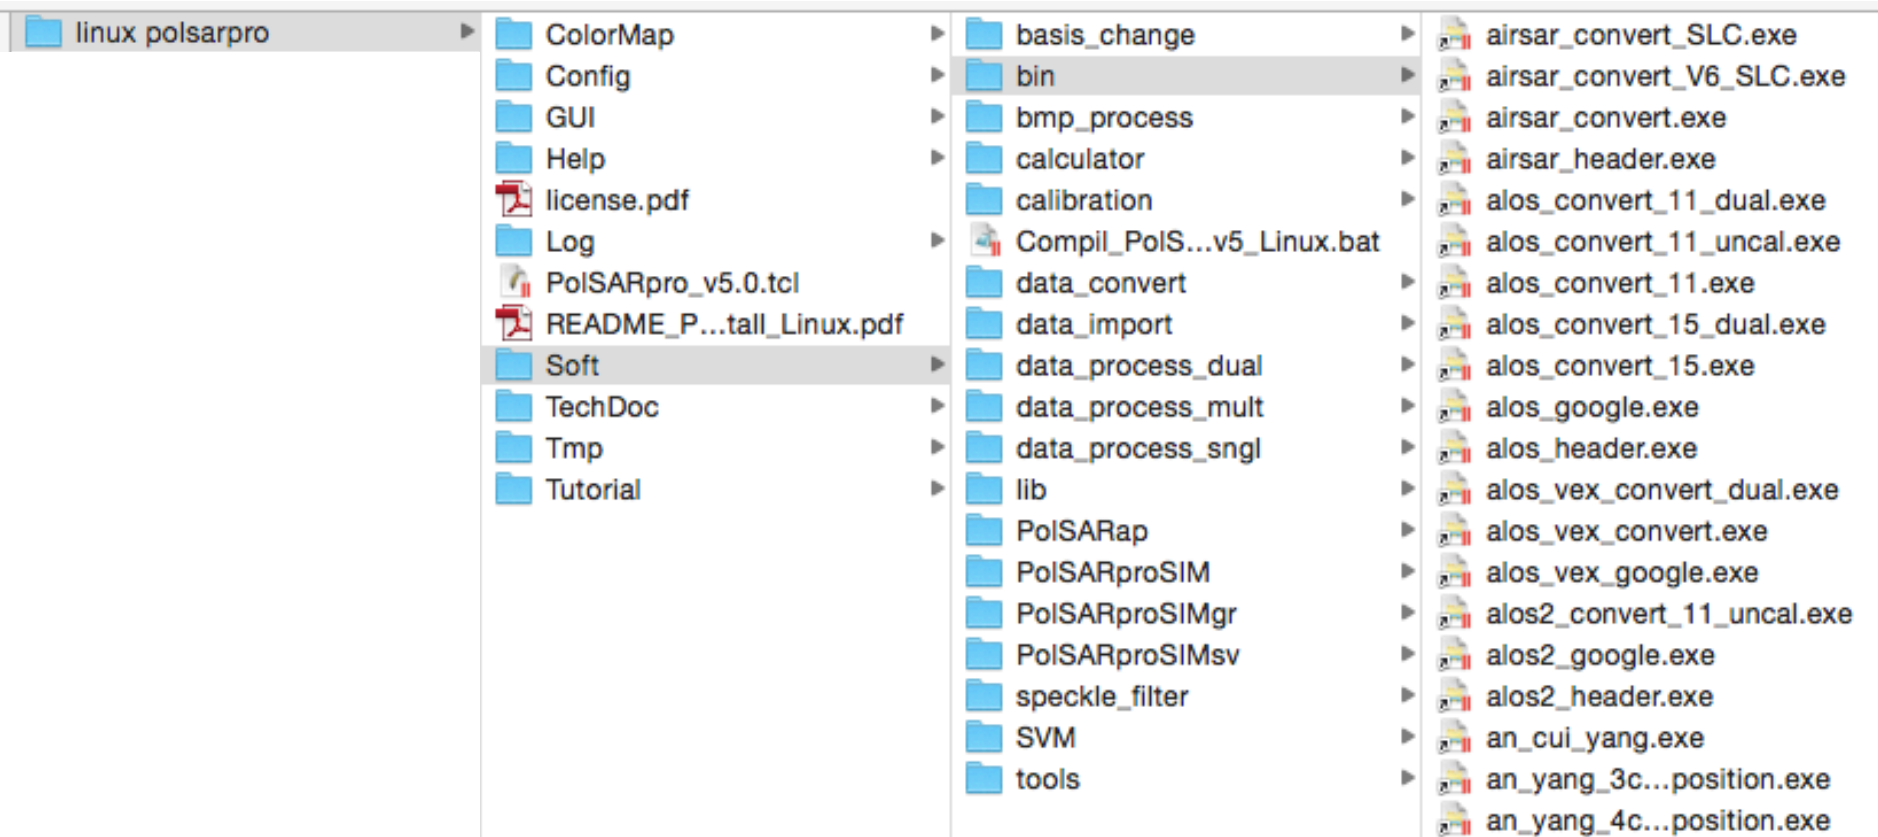 linux polsarpro
ColorMap
Config
GUI
Help
license.pdf
Log
PolSARpro_v5.0.tcl
README_P...tall_Linux.pdf
Soft
TechDoc
Tmp
Tutorial
basis_change
bin
bmp_process
calculator
calibration
Compil_PolS...v5_Linux.bat
data_convert
data_import
data_process_dual
data_process_mult
data_process_sngl
lib
PolSARap
PolSARproSIM
PolSARproSIMgr
PolSARproSIMsv
speckle_filter
SVM
tools
airsar_convert_SLC.exe
airsar_convert_V6_SLC.exe
airsar_convert.exe
airsar_header.exe
alos_convert_11_dual.exe
alos_convert_11_uncal.exe
alos_convert_11.exe
alos_convert_15_dual.exe
alos_convert_15.exe
alos_google.exe
alos_header.exe
alos_vex_convert_dual.exe
alos_vex_convert.exe
alos_vex_google.exe
alos2_convert_11_uncal.exe
alos2_google.exe
alos2_header.exe
an_cui_yang.exe
an_yang_3c...position.exe
an_yang_4c...position.exe